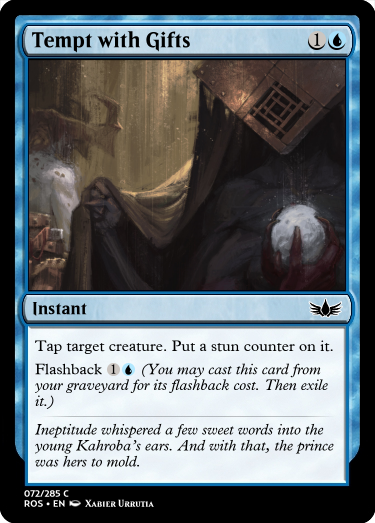 Tempt with Gifts 1
Instant
Tap target creature. Put a stun counter on it.
Flashback 1 (You may cast this card from
your graveyard for its flashback cost. Then exile
it.)
Ineptitude whispered a few sweet words into the
young Kahroba's ears. And with that, the prince
was hers to mold.
072/285 C
ROS • EN Xabier Urrutia